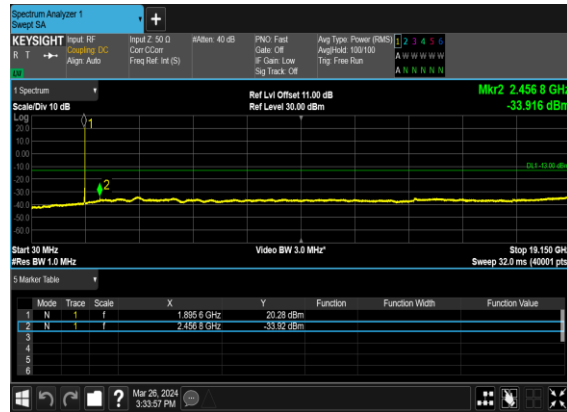 Spectrum Analyzer 1
Swept SA
+
KEYSIGHT Input: RF Input Z: 50 Ω #Atten: 40 dB PNO: Fast Avg Type: Power (RMS) 1 2 3 4 5 6
R T Coupling: DC Corr CCorr Gate: Off Avg|Hold: 100/100 A W W W W W
Align: Auto Freq Ref: Int (S) IF Gain: Low Trig: Free Run
Sig Track: Off A N N N N N
1 Spectrum Ref Lvl Offset 11.00 dB Mkr2 2.456 8 GHz
Scale/Div 10 dB Ref Level 30.00 dBm -33.916 dBm
Log
20.0
10.0
0.00
-10.0
-20.0
-30.0
-40.0
-50.0
-60.0
1
2
DL1 -13.00 dBm
Start 30 MHz Video BW 3.0 MHz* Stop 19.150 GHz
#Res BW 1.0 MHz Sweep 32.0 ms (40001 pts)
5 Marker Table
Mode Trace Scale X Y Function Function Width Function Value
1 N 1 f 1.895 6 GHz 20.28 dBm
2 N 1 f 2.456 8 GHz -33.92 dBm
3
4
5
6
? Mar 26, 2024
3:33:57 PM